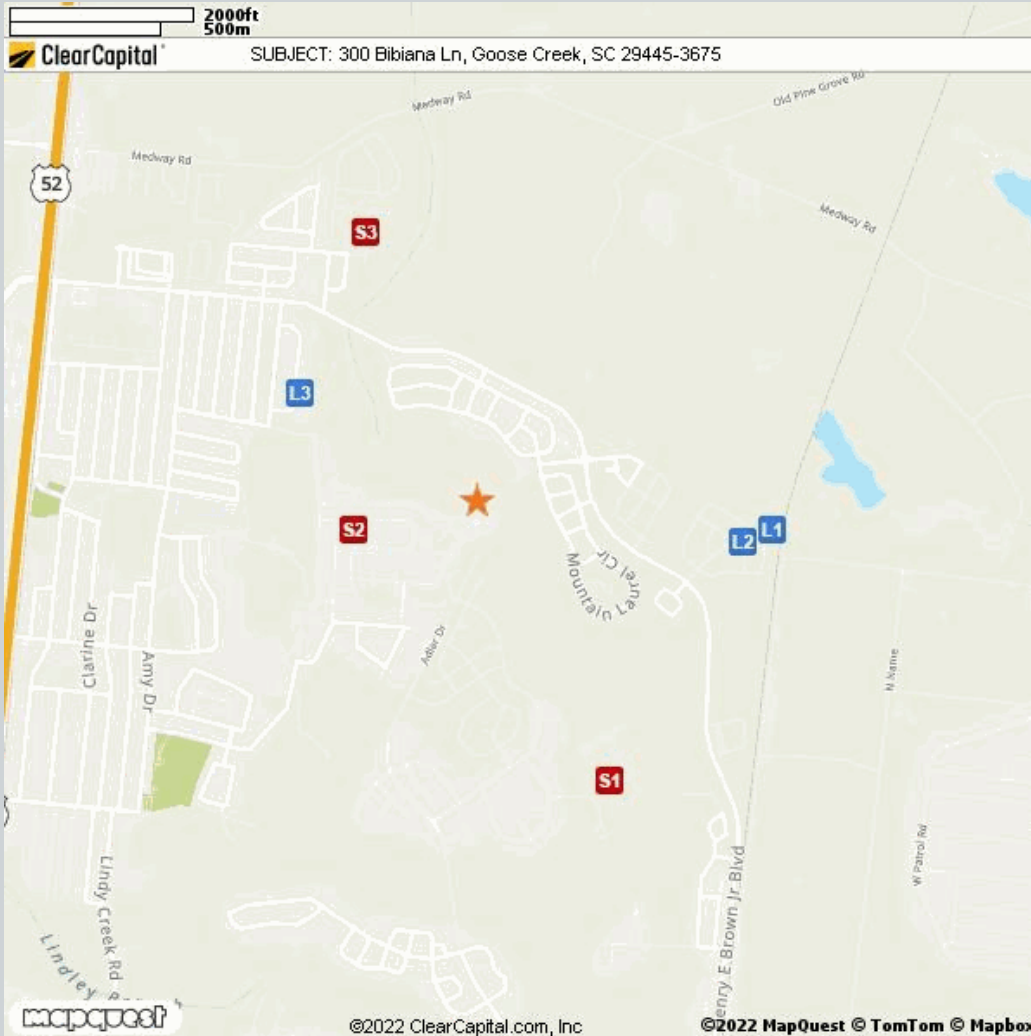 2000ft
500m
ClearCapital
SUBJECT: 300 Bibiana Ln, Goose Creek, SC 29445-3675
Old Pine Grove Rd
Medway Rd
Medway Rd
52
Medway Rd
S3
L3
S2
L2
L1
Mountain Laurel Cir
Clarine Dr
Adler Dr
Amy Dr
N Name
S1
W Patrol Rd
Henry E Brown Jr Blvd
Lindy Creek Rd
Lindley
mapquest
©2022 ClearCapital.com, Inc
©2022 MapQuest © TomTom © Mapbox